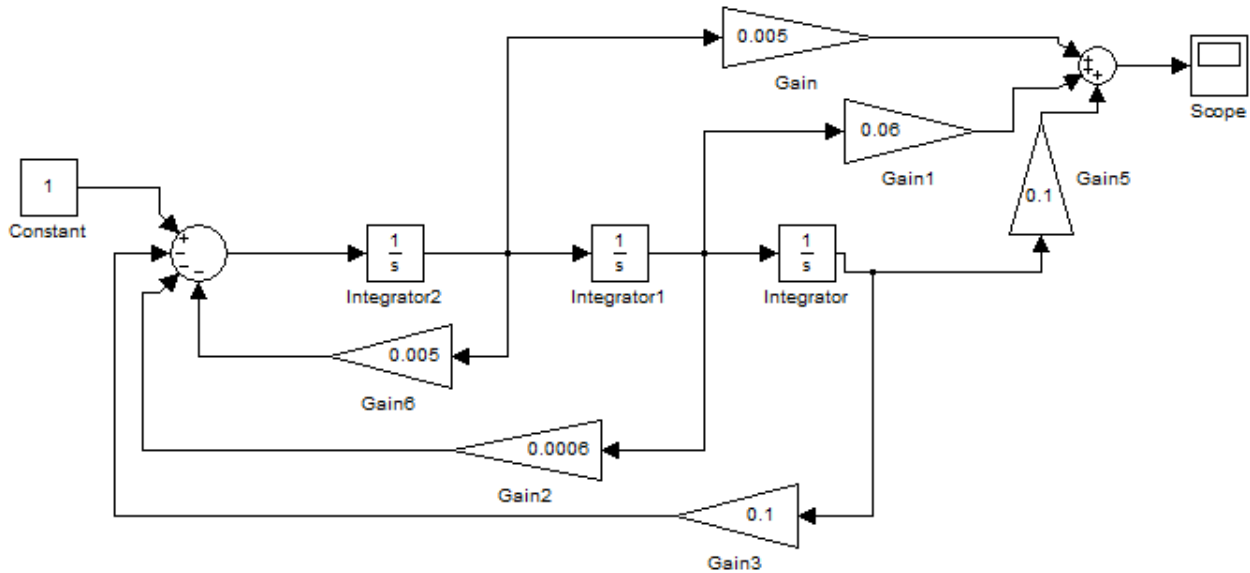 0.005
Gain
Scope
0.06
Gain1
0.1
Gain5
1
Constant
1
s
Integrator2
1
s
Integrator1
1
s
Integrator
0.005
Gain6
0.0006
Gain2
0.1
Gain3